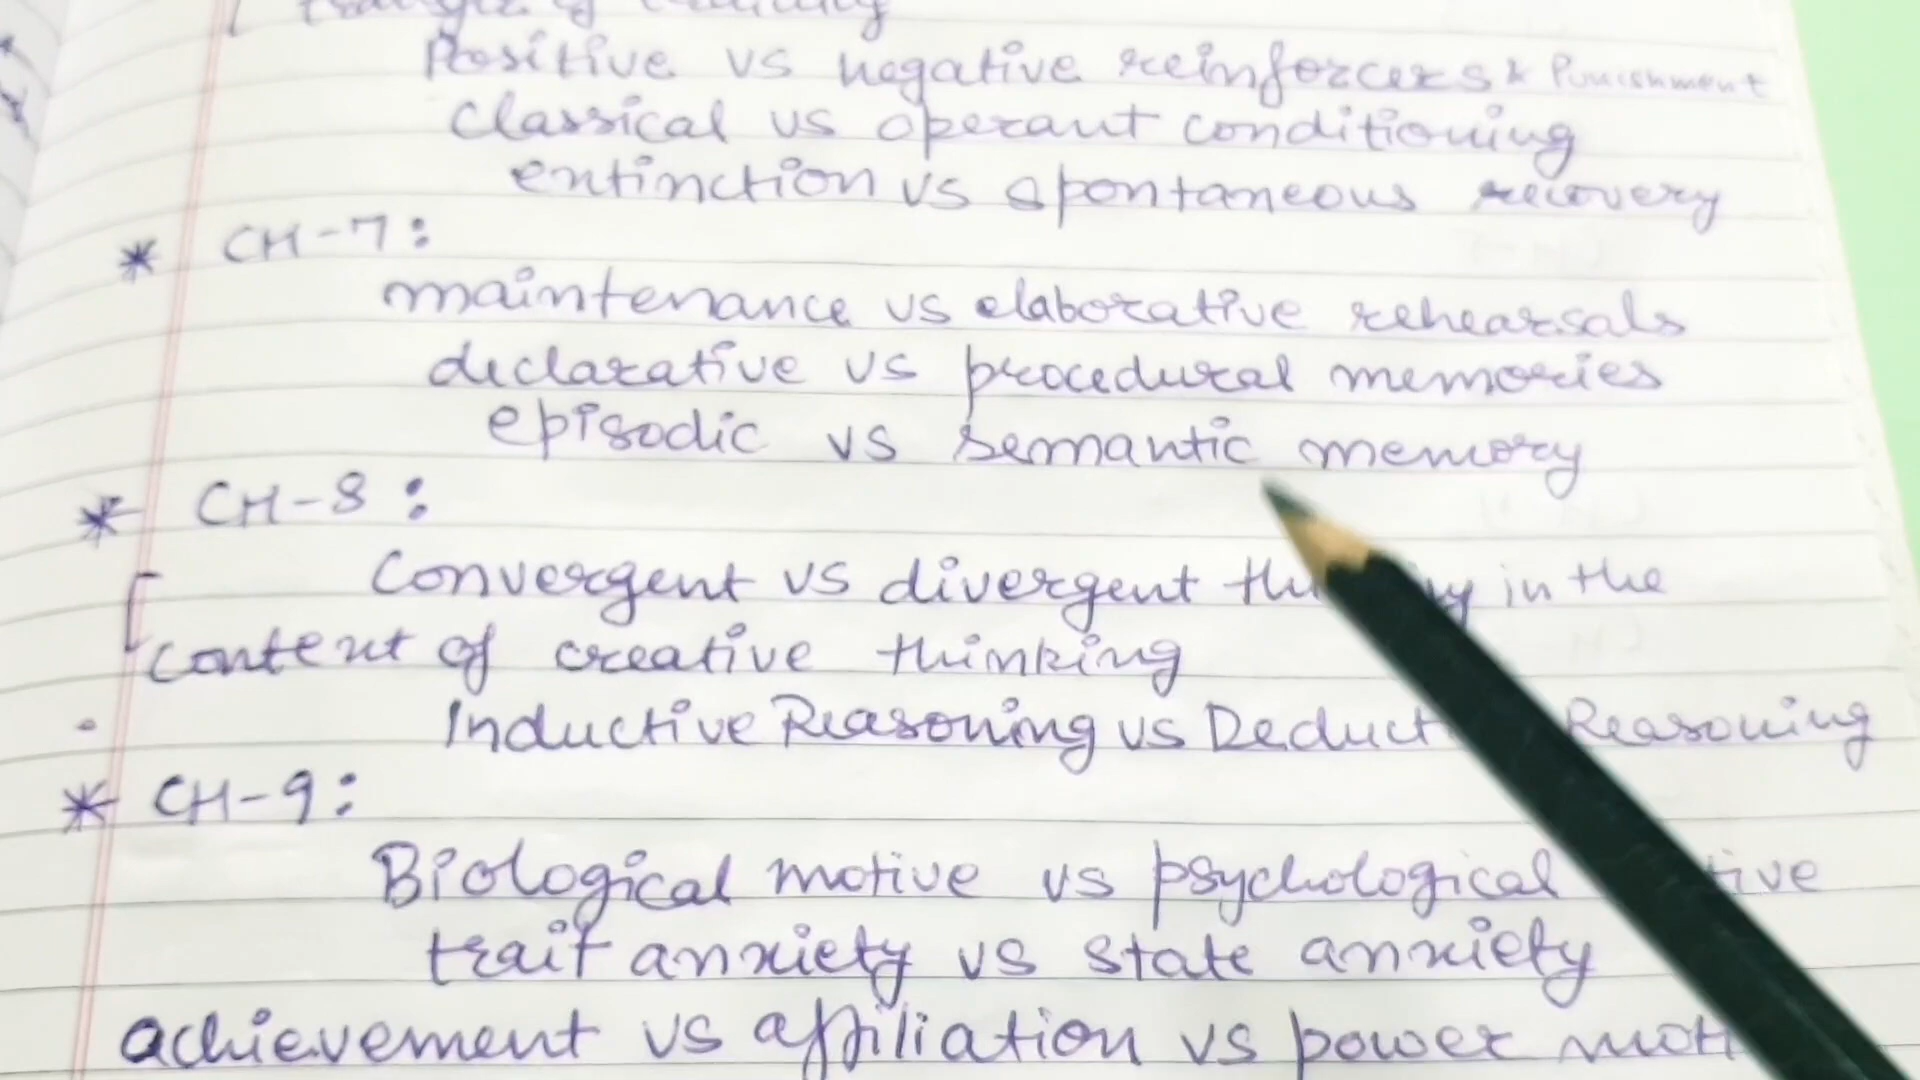 of
Positive vs negative reinforcers & Punishment
Classical vs operant conditioning
extinction vs spontaneous recovery
* CH-7:
maintenance vs elaborative rehearsals
declarative vs procedural memories
episodic vs semantic memory
* CH-8:
Convergent vs divergent in the
context of creative thinking
Inductive Reasoning vs Reasoning
* CH-9:
Biological motive vs psychological
trait anxiety vs state anxiety
achievement vs affiliation vs power